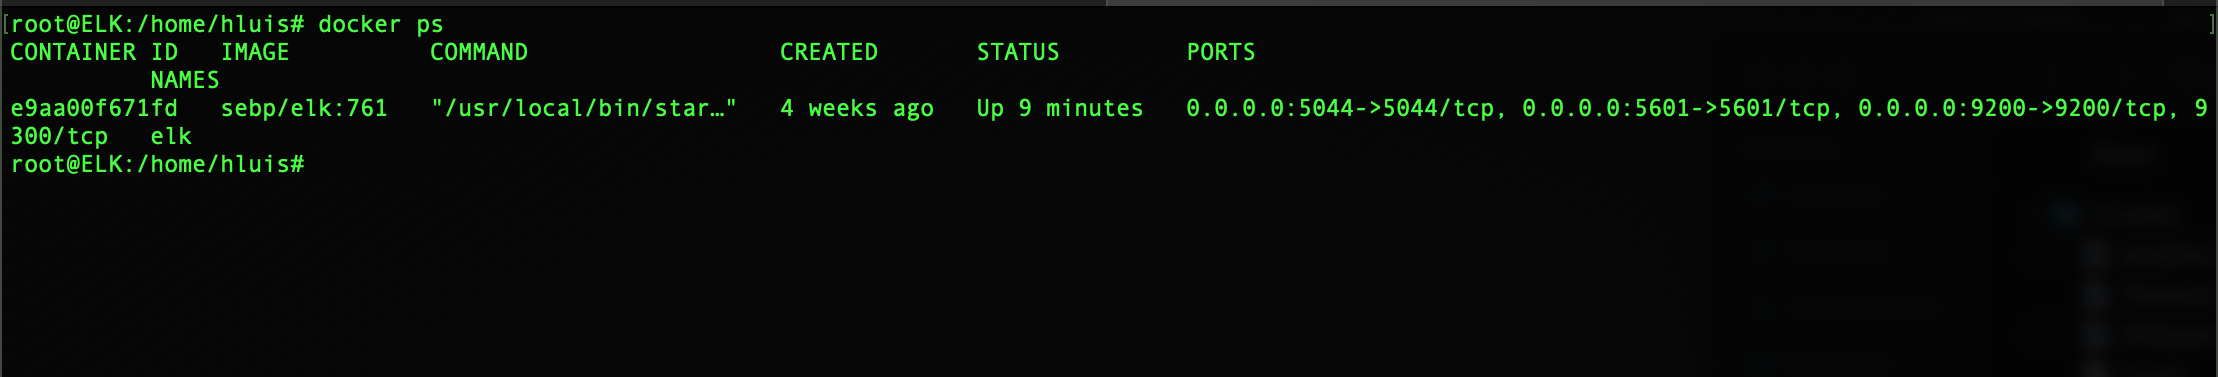 [root@ELK:/home/hluis# docker ps ]
CONTAINER ID   IMAGE          COMMAND                  CREATED       STATUS         PORTS
          NAMES
e9aa00f671fd   sebp/elk:761   "/usr/local/bin/star…"   4 weeks ago   Up 9 minutes   0.0.0.0:5044->5044/tcp, 0.0.0.0:5601->5601/tcp, 0.0.0.0:9200->9200/tcp, 9
300/tcp   elk
root@ELK:/home/hluis#